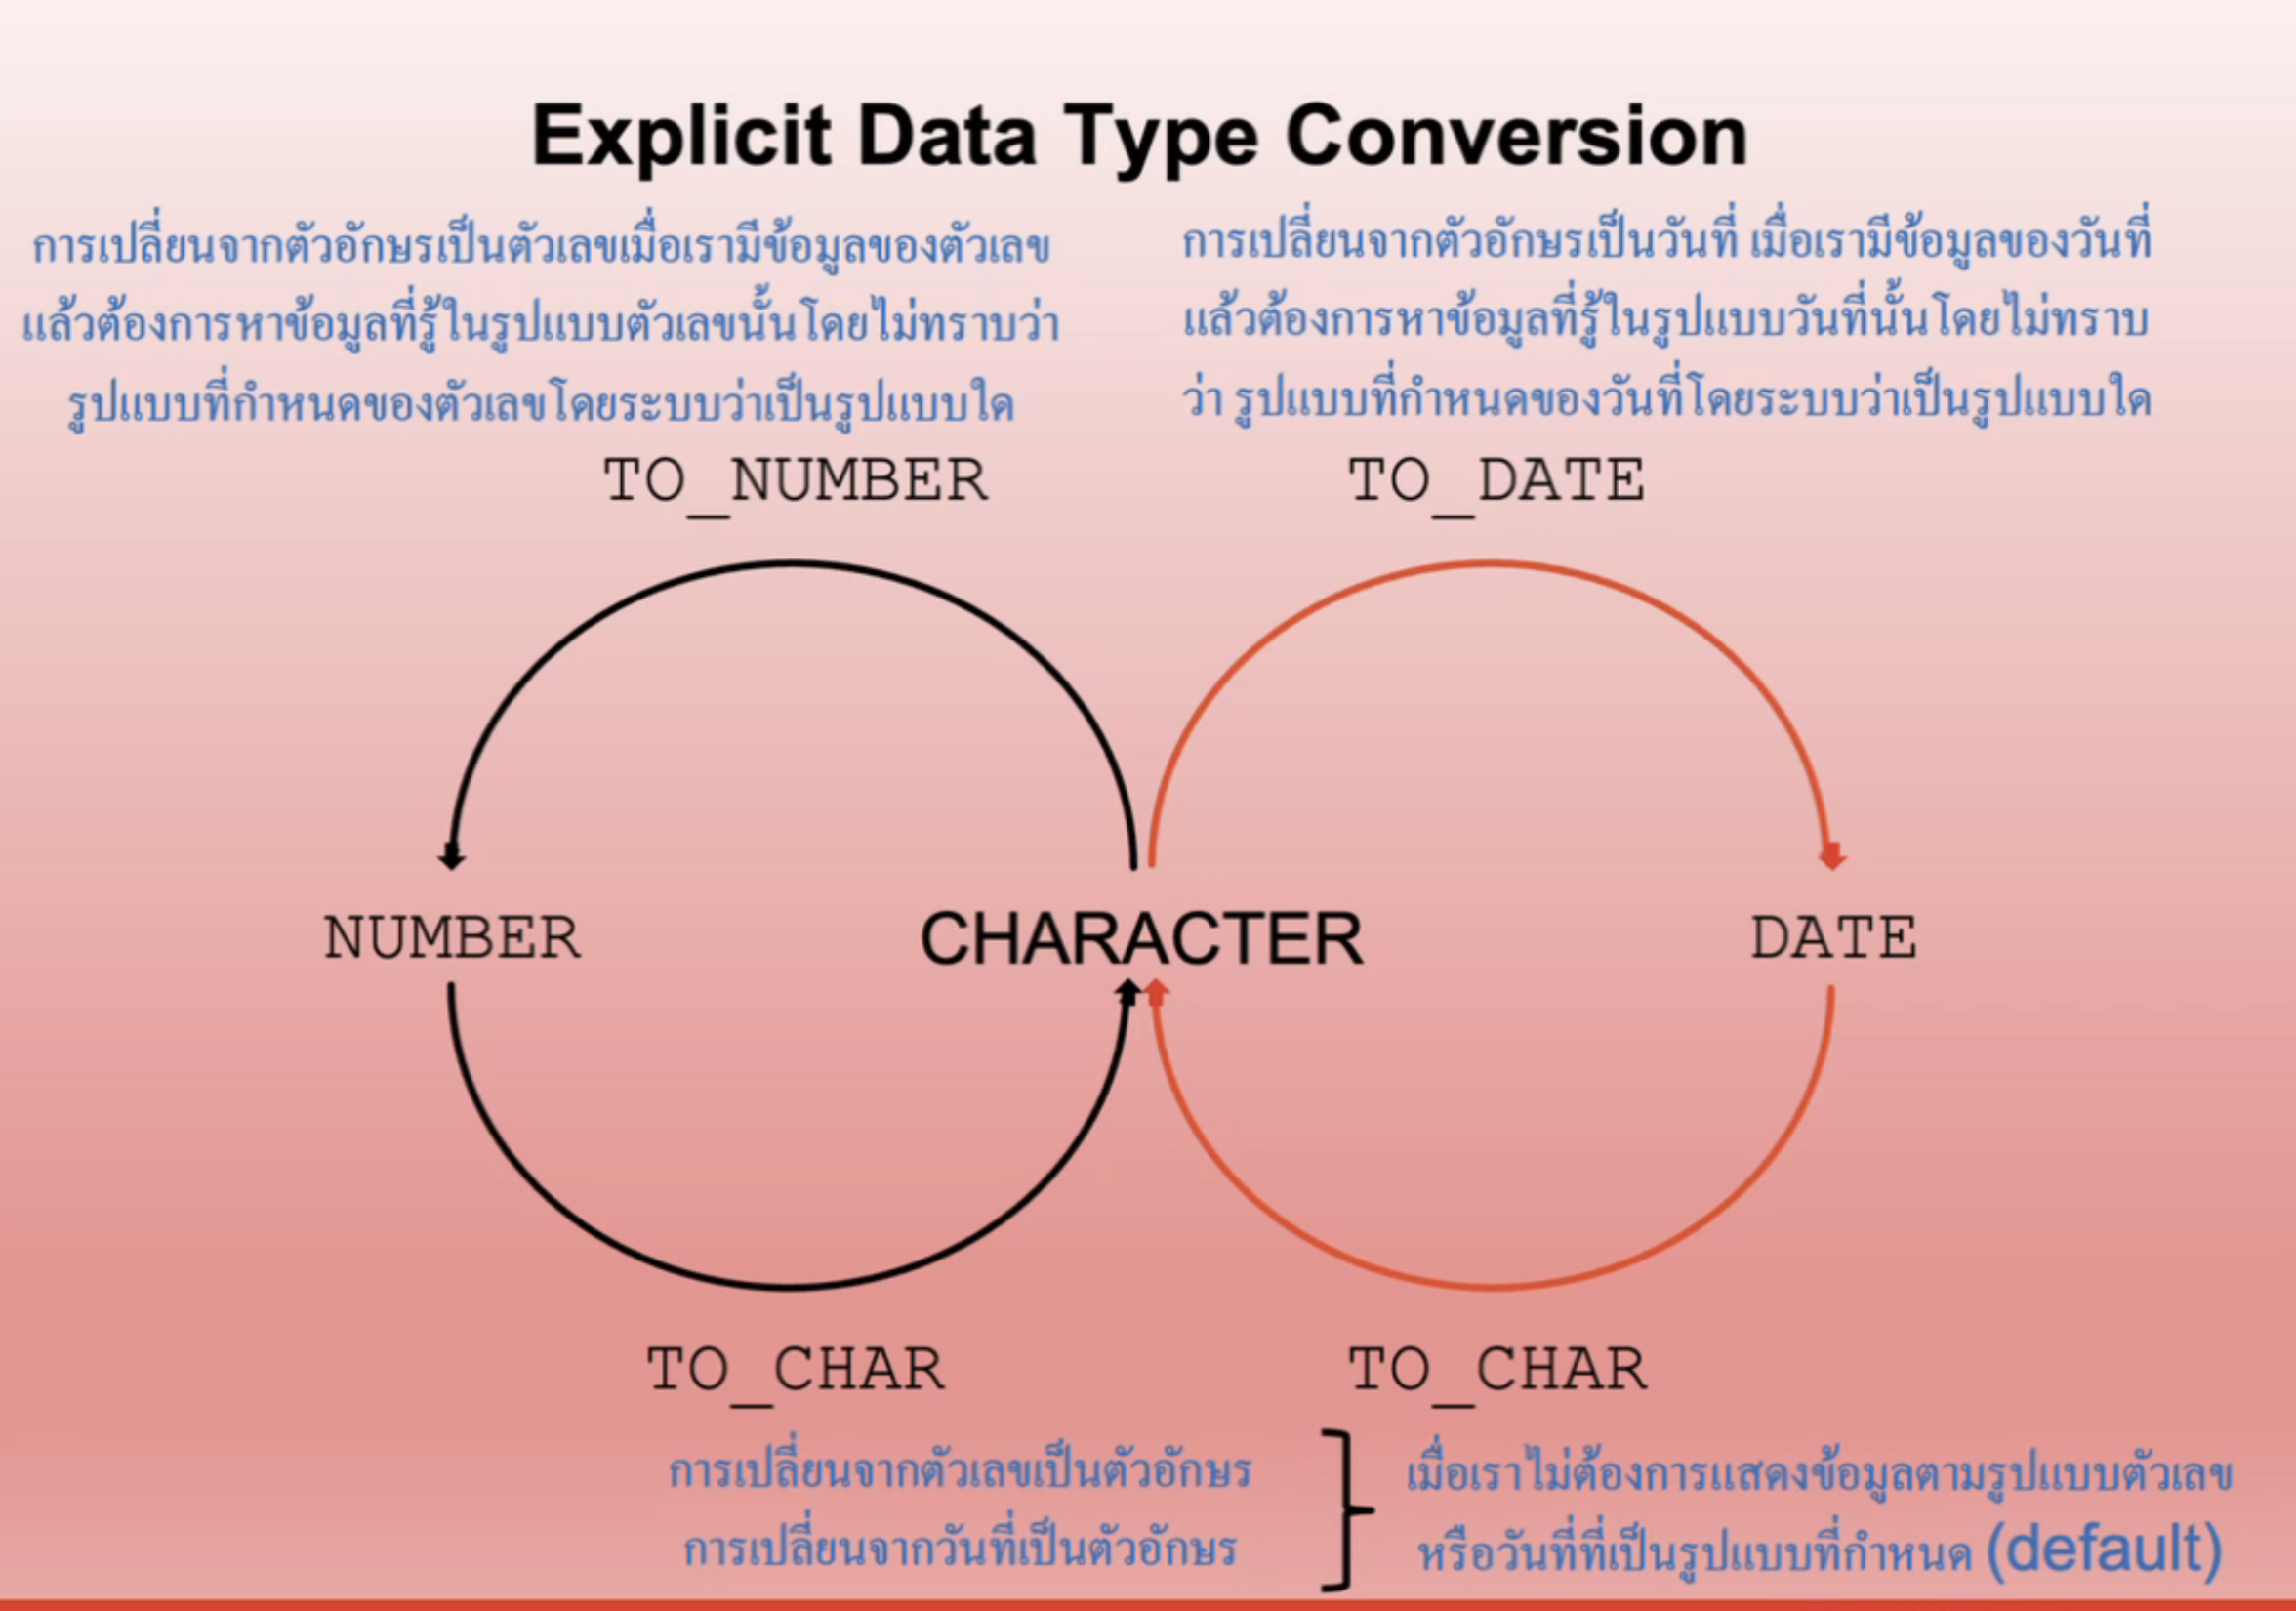 Explicit Data Type Conversion
การเปลี่ยนจากตัวอักษรเป็นตัวเลขเมื่อเรามีข้อมูลของตัวเลข
แล้วต้องการหาข้อมูลที่รู้ในรูปแบบตัวเลขนั้นโดยไม่ทราบว่า
รูปแบบที่กำหนดของตัวเลขโดยระบบว่าเป็นรูปแบบใด
การเปลี่ยนจากตัวอักษรเป็นวันที่ เมื่อเรามีข้อมูลของวันที่
แล้วต้องการหาข้อมูลที่รู้ในรูปแบบวันที่นั้นโดยไม่ทราบ
ว่า รูปแบบที่กำหนดของวันที่โดยระบบว่าเป็นรูปแบบใด
TO_NUMBER
TO_DATE
NUMBER
CHARACTER
DATE
TO_CHAR
TO_CHAR
การเปลี่ยนจากตัวเลขเป็นตัวอักษร
การเปลี่ยนจากวันที่เป็นตัวอักษร
เมื่อเราไม่ต้องการแสดงข้อมูลตามรูปแบบตัวเลข
หรือวันที่ที่เป็นรูปแบบที่กำหนด (default)